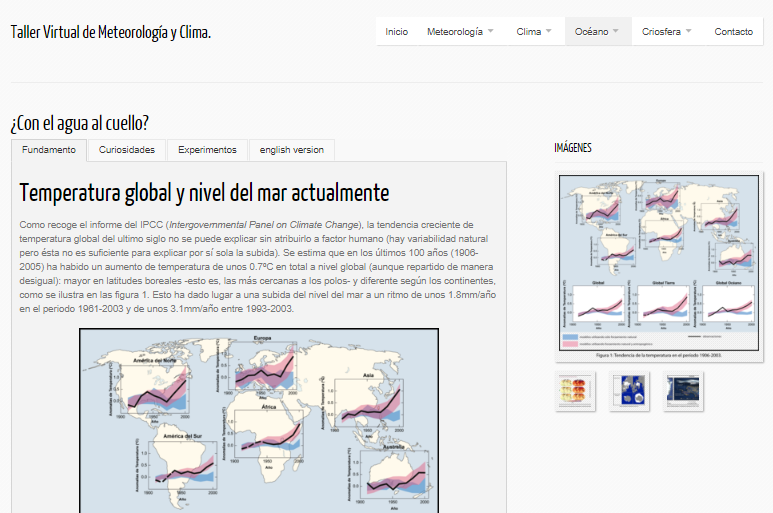 Taller Virtual de Meteorología y Clima.
Inicio Meteorología Clima Océano Criosfera Contacto
¿Con el agua al cuello?
Fundamento Curiosidades Experimentos english version
Temperatura global y nivel del mar actualmente
Como recoge el informe del IPCC (Intergovernmental Panel on Climate Change), la tendencia creciente de
temperatura global del ultimo siglo no se puede explicar sin atribuirlo a factor humano (hay variabilidad natural
pero ésta no es suficiente para explicar por sí sola la subida). Se estima que en los últimos 100 años (1906-
2005) ha habido un aumento de temperatura de unos 0.7ºC en total a nivel global (aunque repartido de manera
desigual): mayor en latitudes boreales -esto es, las más cercanas a los polos- y diferente según los continentes,
como se ilustra en las figura 1. Esto ha dado lugar a una subida del nivel del mar a un ritmo de unos 1.8mm/año
en el periodo 1961-2003 y de unos 3.1mm/año entre 1993-2003.
Europa
América del Norte
Asia
África
América del Sur
Australia
IMÁGENES
Global Global Tierra Global Océano
Figura 1. Tendencia de la temperatura en el periodo 1906-2005